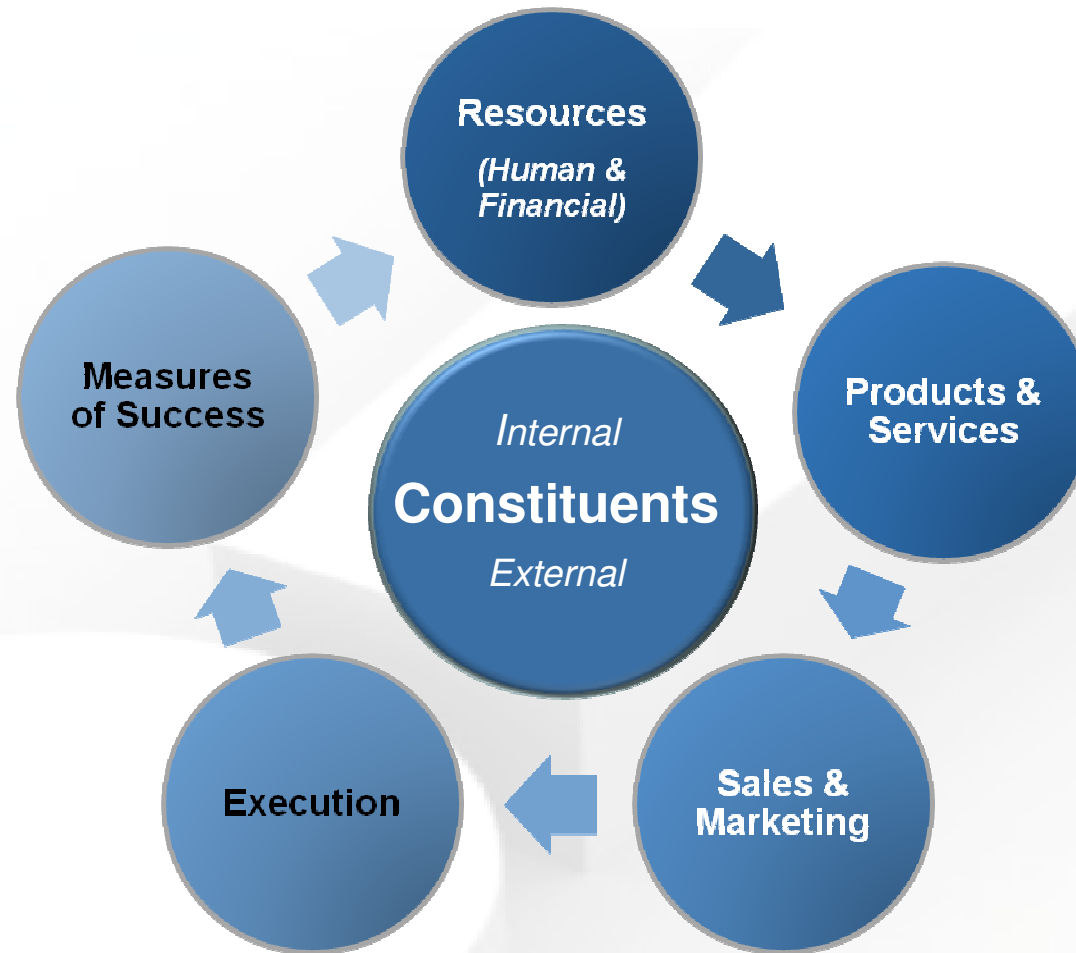 Resources
(Human &
Financial)
Measures
of Success
Products &
Services
Internal
Constituents
External
Execution
Sales &
Marketing